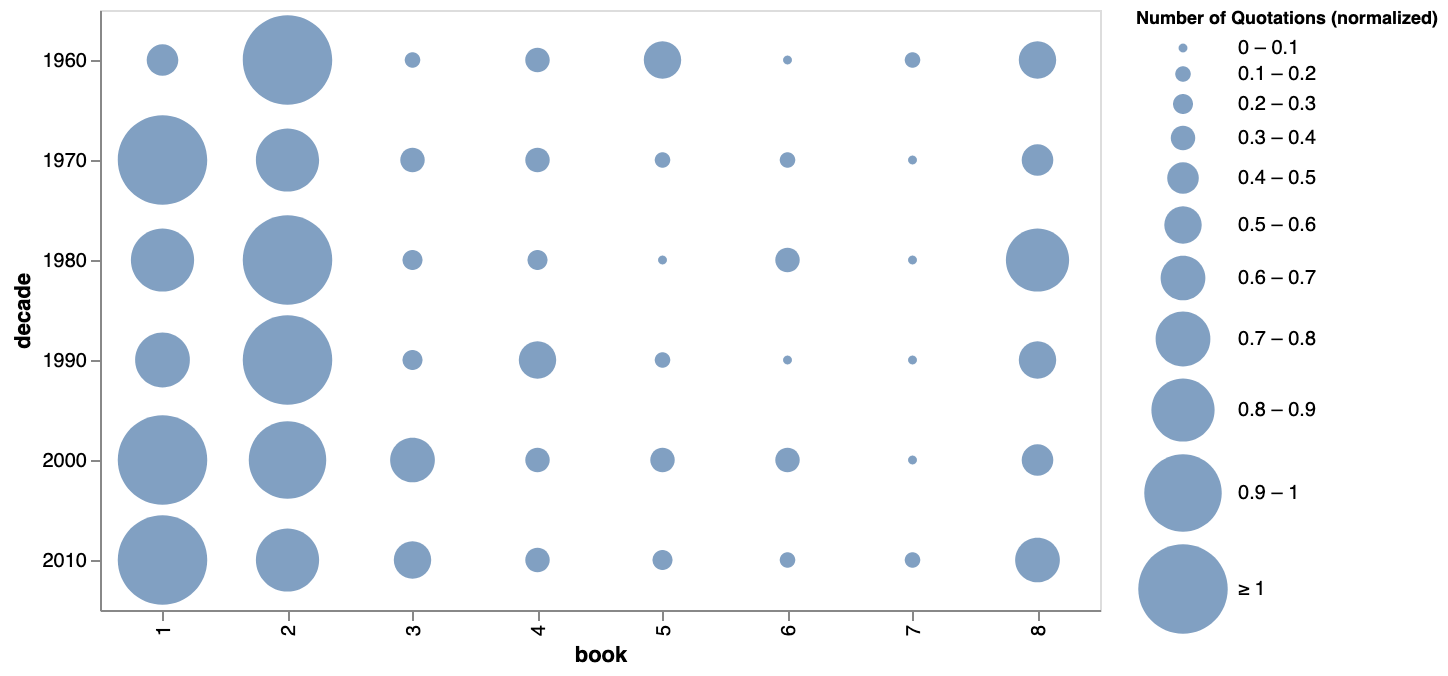 Number of Quotations (normalized)
0 – 0.1
0.1 – 0.2
0.2 – 0.3
0.3 – 0.4
0.4 – 0.5
0.5 – 0.6
0.6 – 0.7
0.7 – 0.8
0.8 – 0.9
0.9 – 1
≥ 1
decade
1960
1970
1980
1990
2000
2010
1 2 3 4 5 6 7 8
book